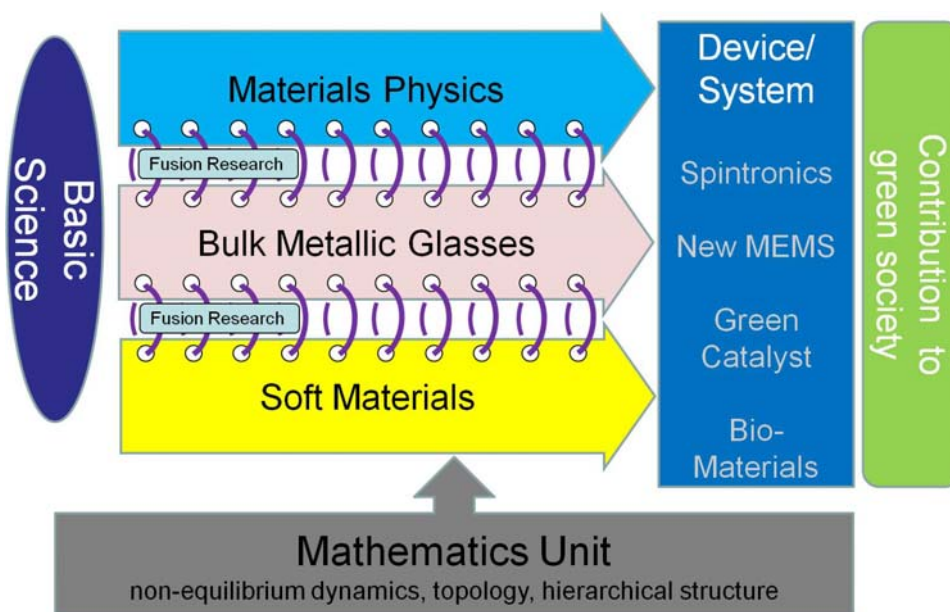 Basic
Science
Materials Physics
Fusion Research
Bulk Metallic Glasses
Fusion Research
Soft Materials
Device/
System
Spintronics
New MEMS
Green
Catalyst
Bio-
Materials
Contribution to
green society
Mathematics Unit
non-equilibrium dynamics, topology, hierarchical structure